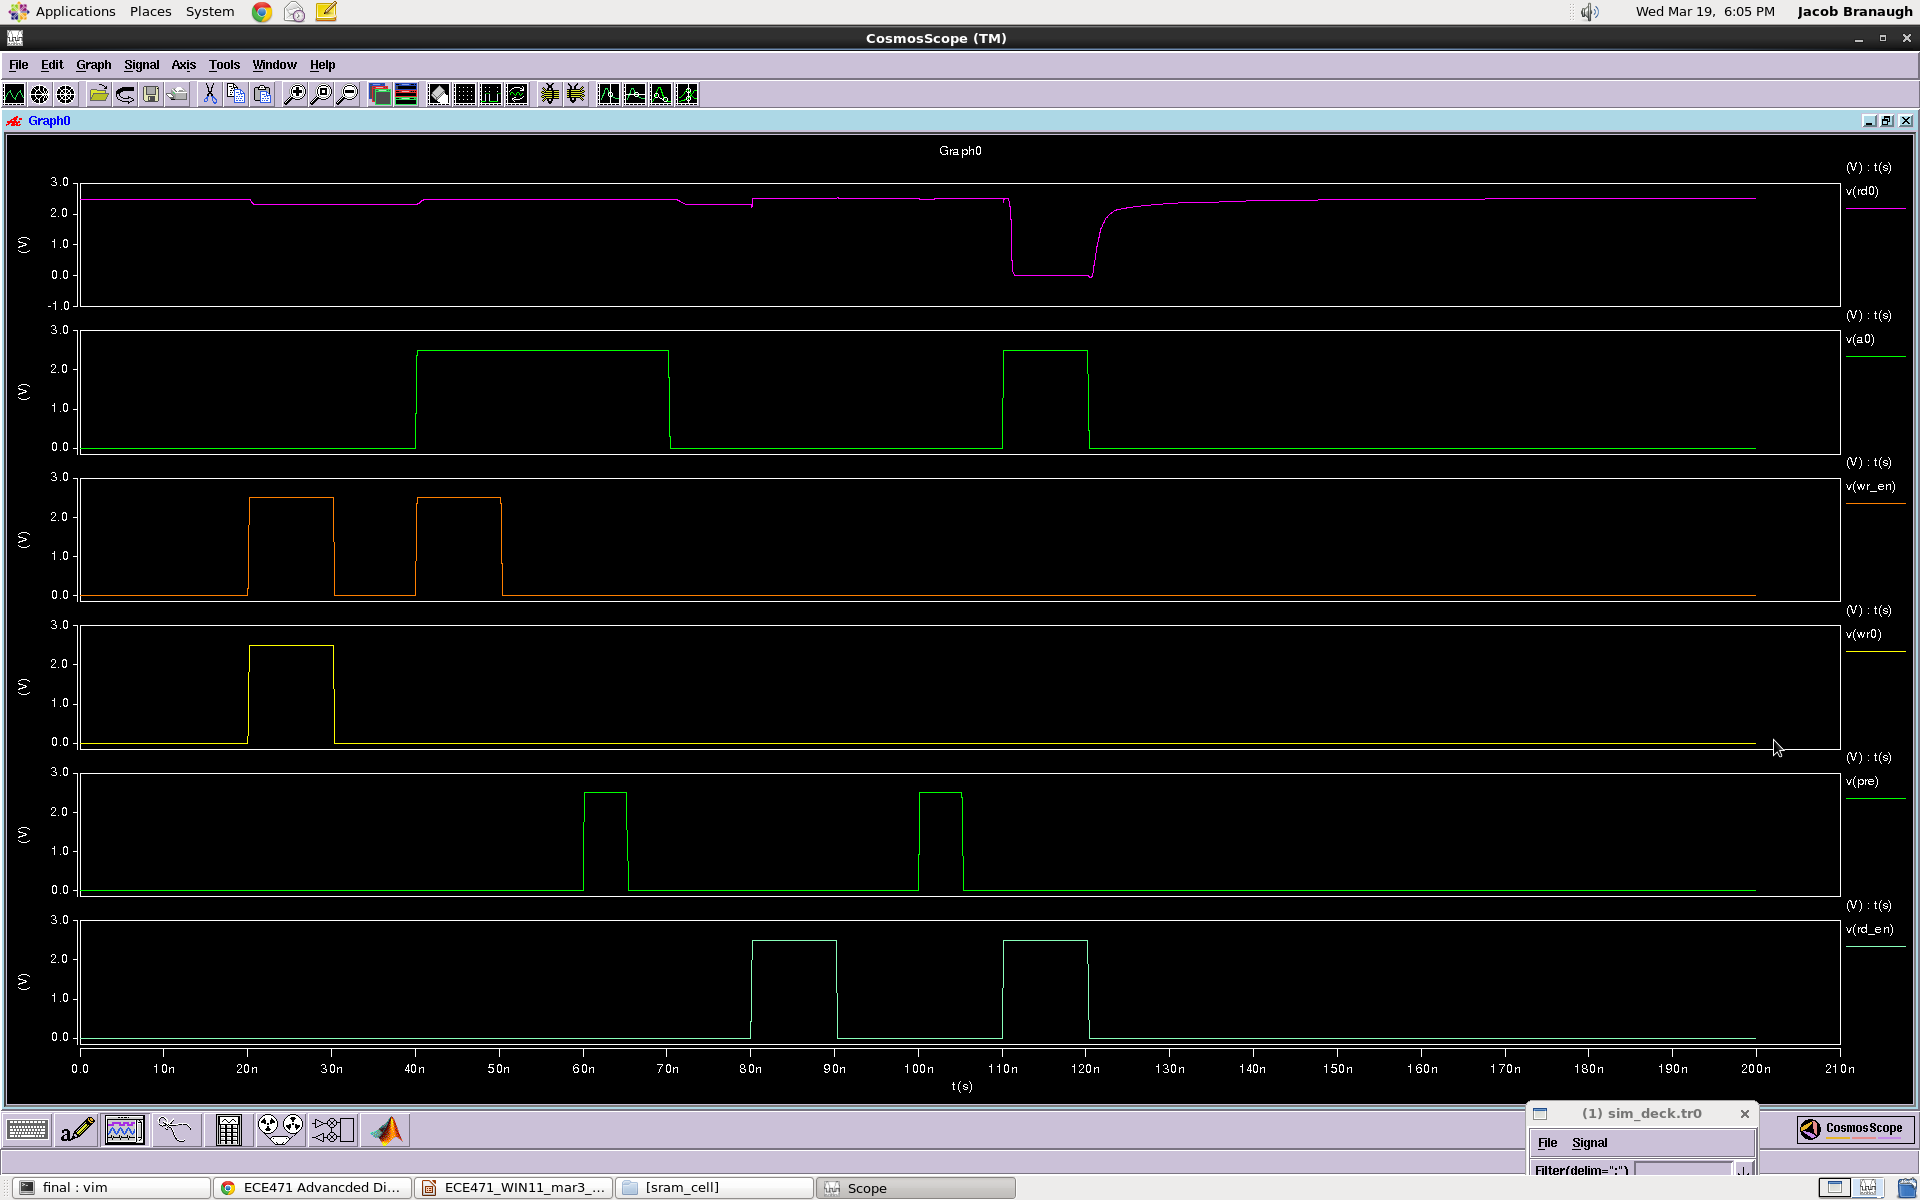 Applications Places System Wed Mar 19, 6:05 PM Jacob Branaugh
CosmosScope (TM)
File Edit Graph Signal Axis Tools Window Help
Graph0
Graph0
(V) : t(s)
v(rd0)
3.0
2.0
1.0
0.0
-1.0
(V)
(V) : t(s)
v(a0)
3.0
2.0
1.0
0.0
(V)
(V) : t(s)
v(wr_en)
3.0
2.0
1.0
0.0
(V)
(V) : t(s)
v(wr0)
3.0
2.0
1.0
0.0
(V)
(V) : t(s)
v(pre)
3.0
2.0
1.0
0.0
(V)
(V) : t(s)
v(rd_en)
3.0
2.0
1.0
0.0
(V)
0.0 10n 20n 30n 40n 50n 60n 70n 80n 90n 100n 110n 120n 130n 140n 150n 160n 170n 180n 190n 200n 210n
t(s)
a
(1) sim_deck.tr0
File Signal
Filter(delim=":")
CosmosScope
final : vim ECE471 Advancded Di... ECE471_WIN11_mar3_... [sram_cell] Scope